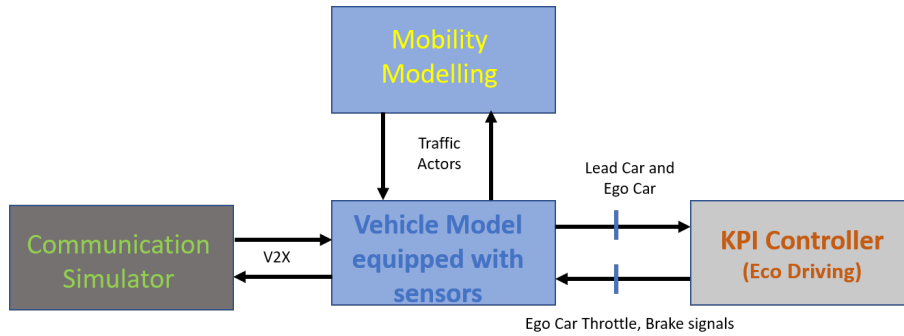 Mobility
Modelling
Traffic
Actors
Lead Car and
Ego Car
Communication
Simulator
V2X
Vehicle Model
equipped with
sensors
KPI Controller
(Eco Driving)
Ego Car Throttle, Brake signals